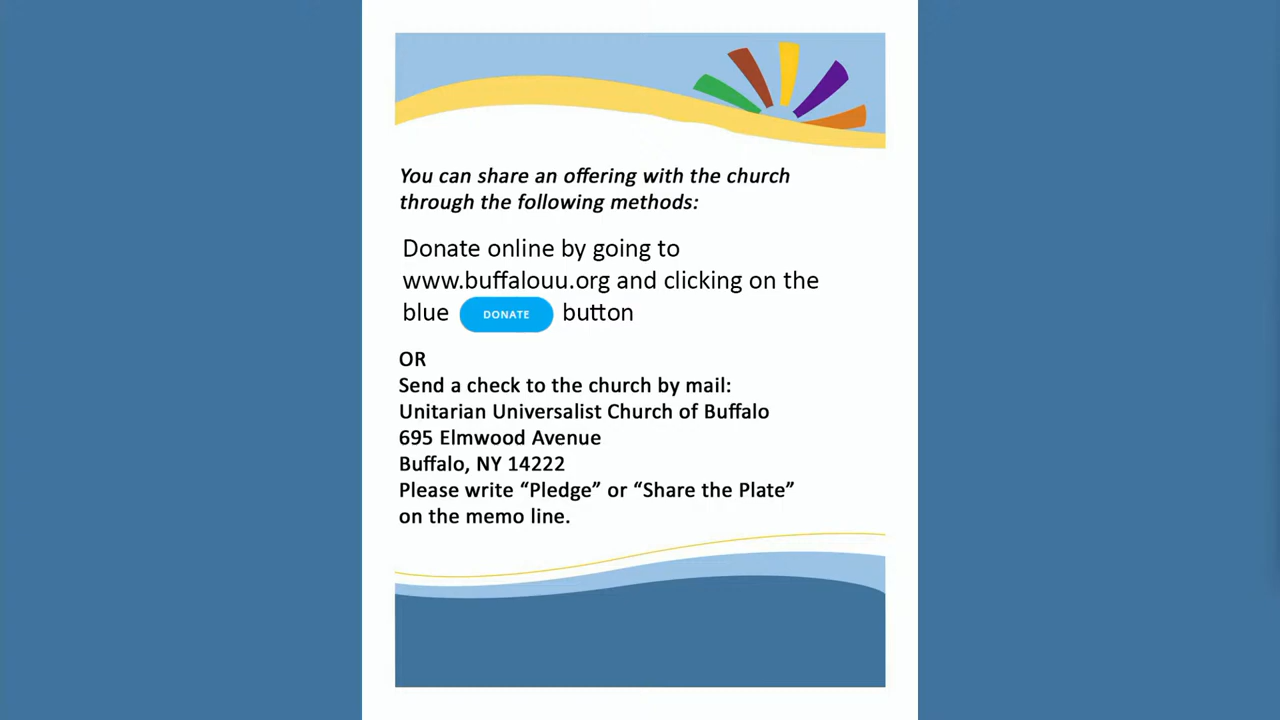 You can share an offering with the church
through the following methods:
Donate online by going to
www.buffalouu.org and clicking on the
blue DONATE button
OR
Send a check to the church by mail:
Unitarian Universalist Church of Buffalo
695 Elmwood Avenue
Buffalo, NY 14222
Please write “Pledge” or “Share the Plate”
on the memo line.